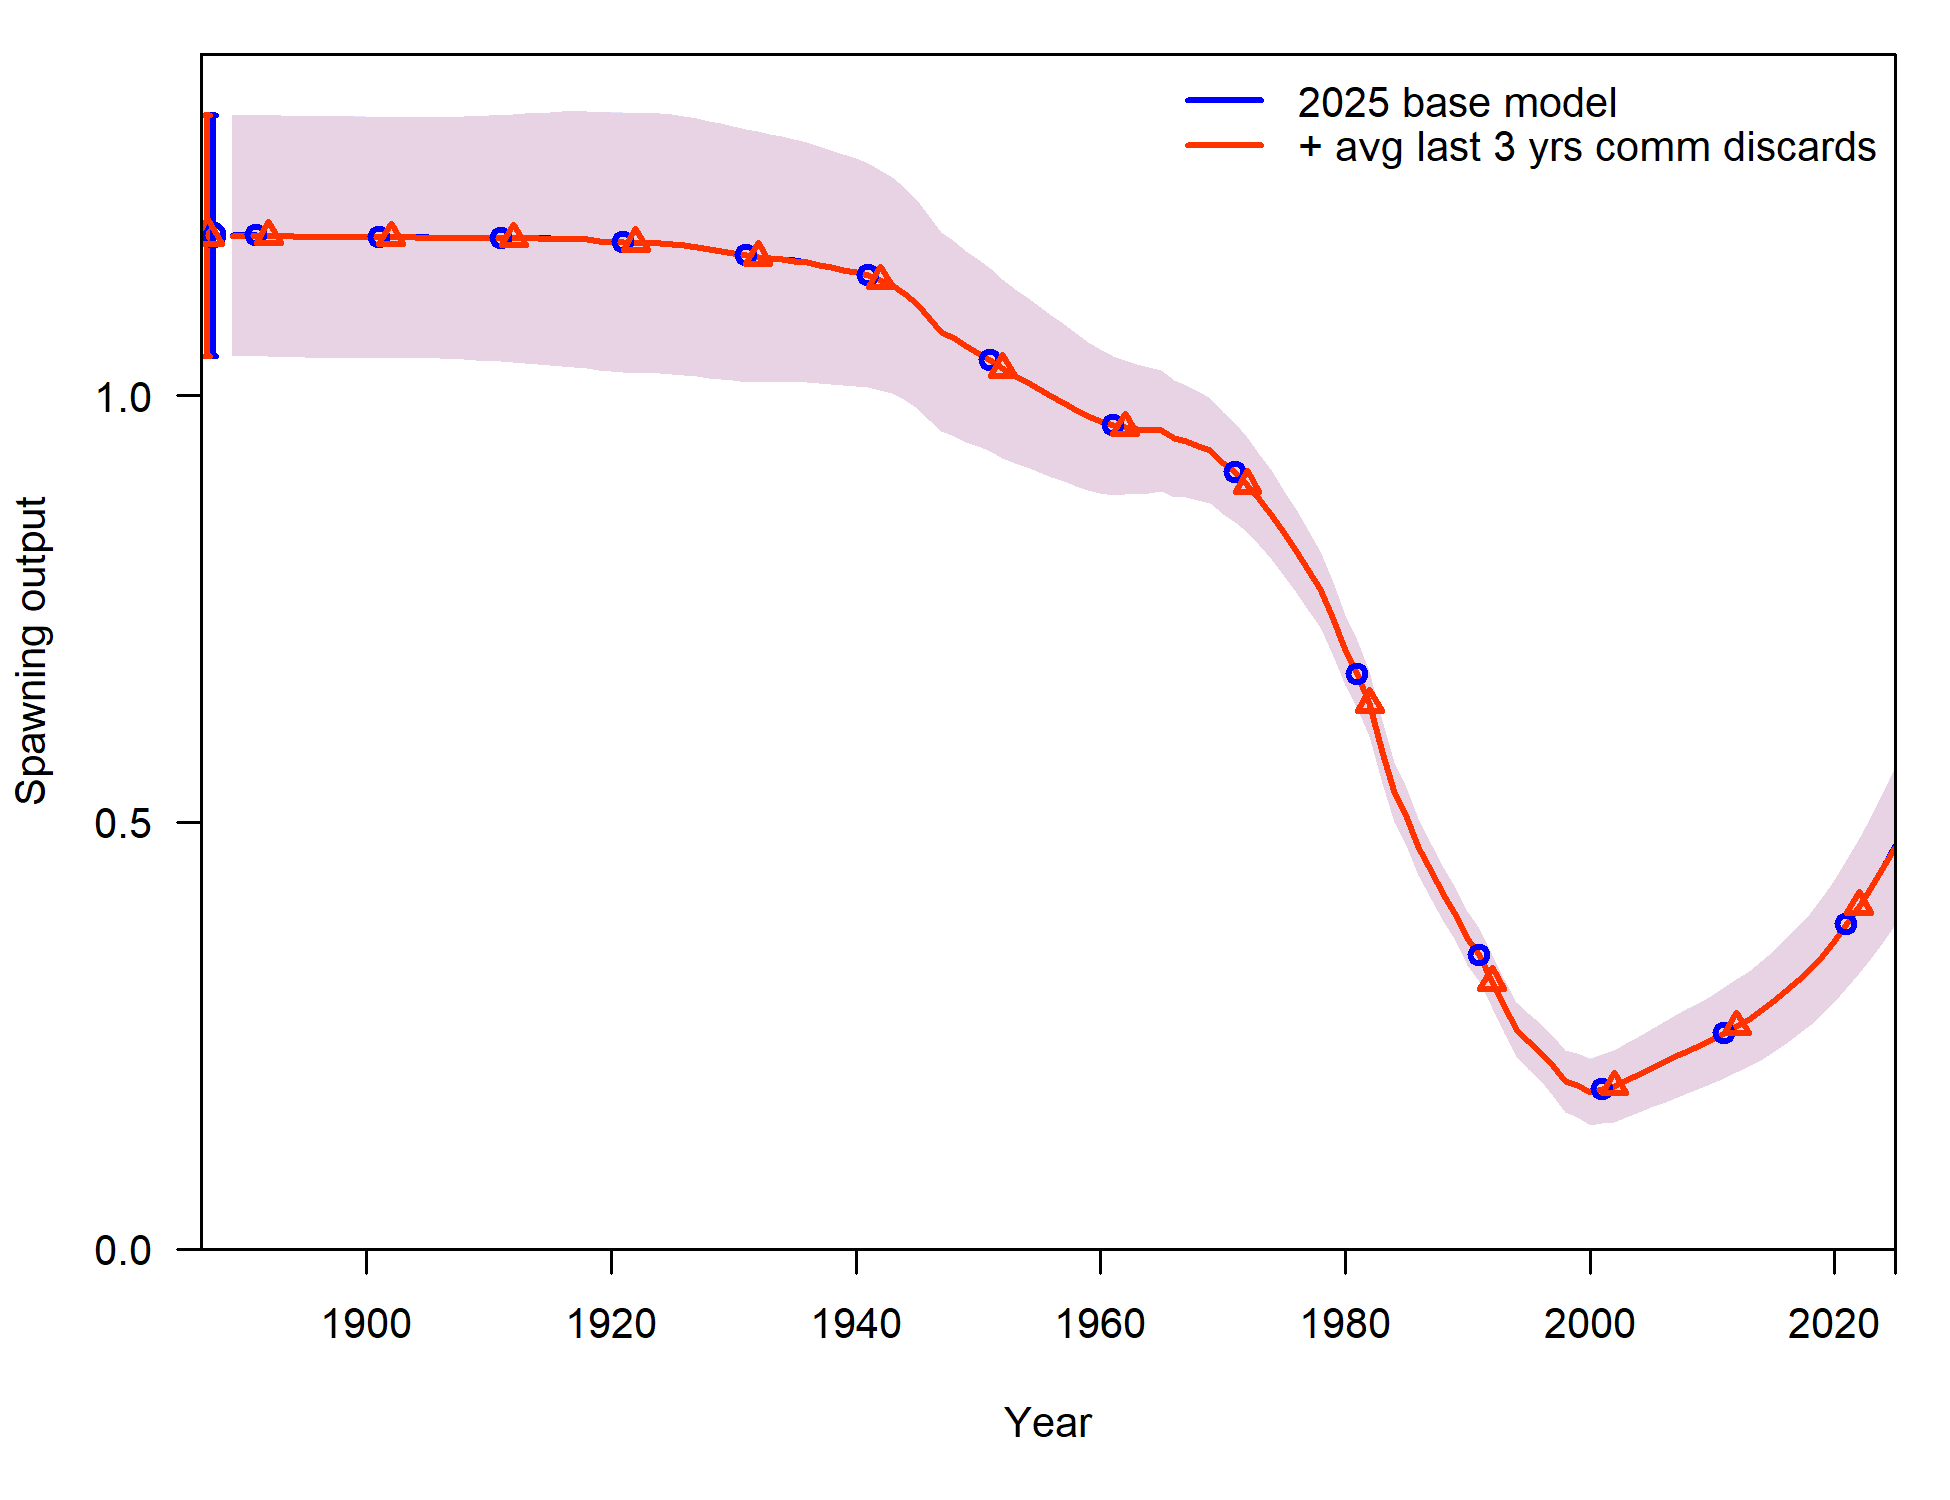 2025 base model
+ avg last 3 yrs comm discards
Spawning output
1.0
0.5
0.0
1900 1920 1940 1960 1980 2000 2020
Year